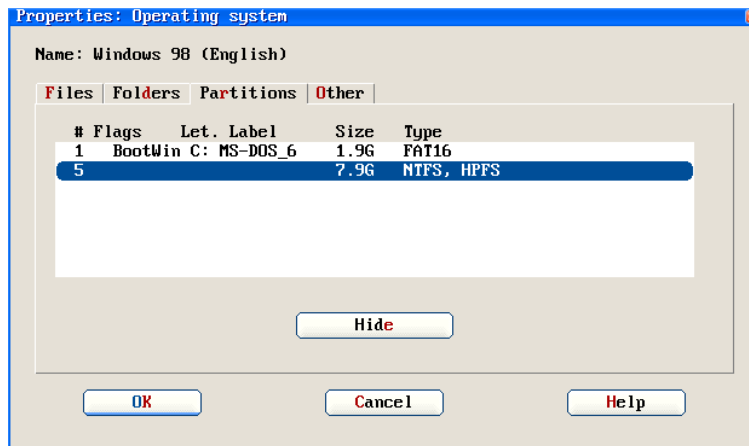 Properties: Operating system
Name: Windows 98 (English)
Files Folders Partitions Other
# Flags Let. Label Size Type
1 BootWin C: MS-DOS_6 1.9G FAT16
5 7.9G NTFS, HPFS
Hide
OK Cancel Help